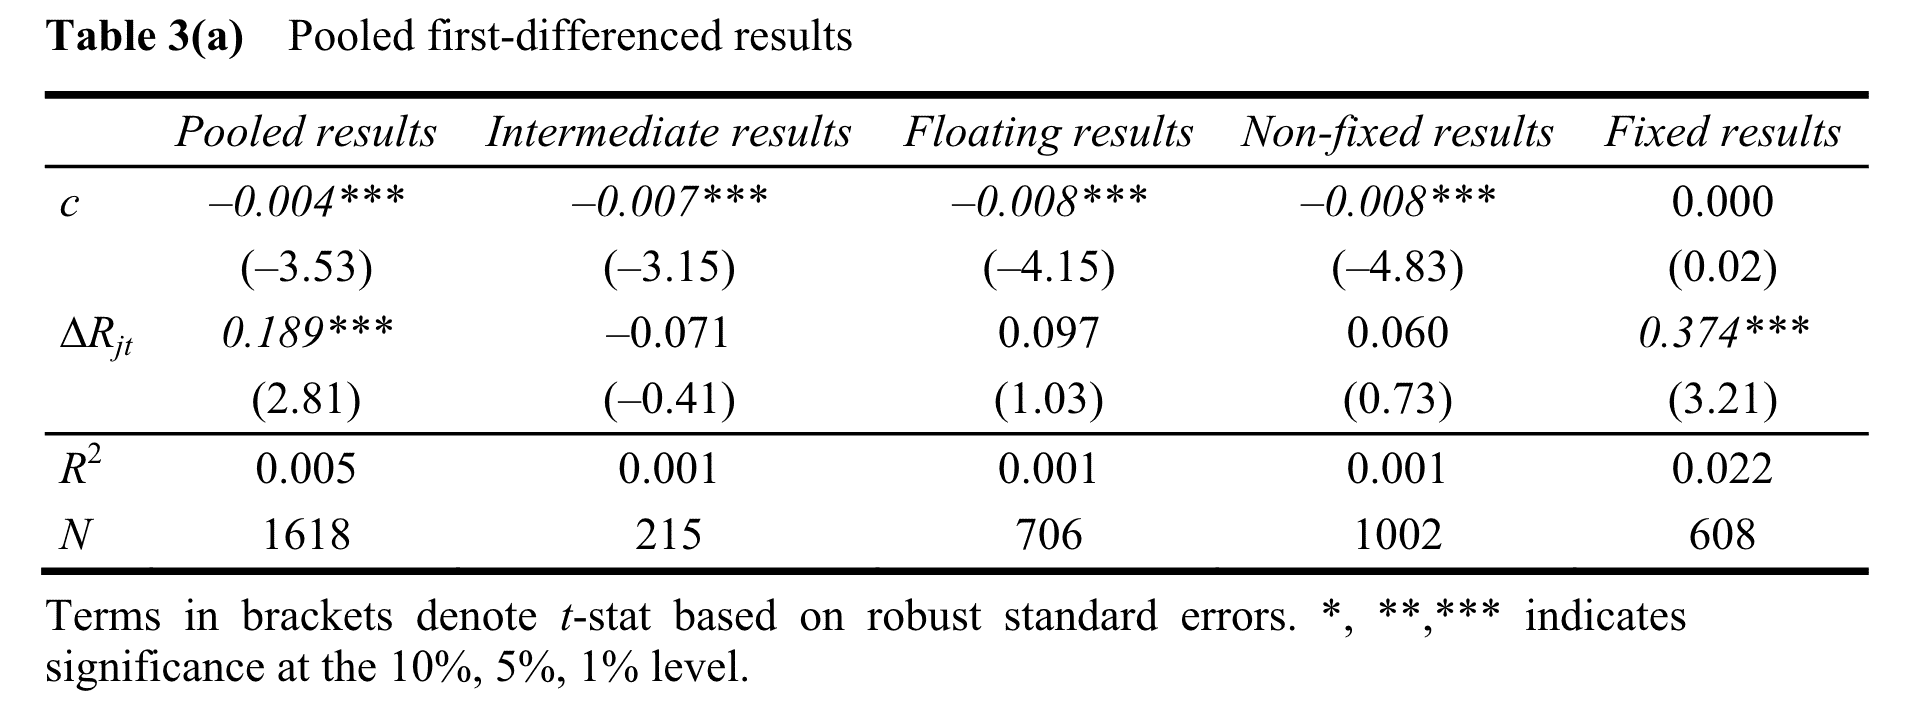 Table 3(a) Pooled first-differenced results
Pooled results Intermediate results Floating results Non-fixed results Fixed results
c –0.004*** –0.007*** –0.008*** –0.008*** 0.000
(–3.53) (–3.15) (–4.15) (–4.83) (0.02)
ΔRjt 0.189*** –0.071 0.097 0.060 0.374***
(2.81) (–0.41) (1.03) (0.73) (3.21)
R² 0.005 0.001 0.001 0.001 0.022
N 1618 215 706 1002 608
Terms in brackets denote t-stat based on robust standard errors. *, **,*** indicates
significance at the 10%, 5%, 1% level.